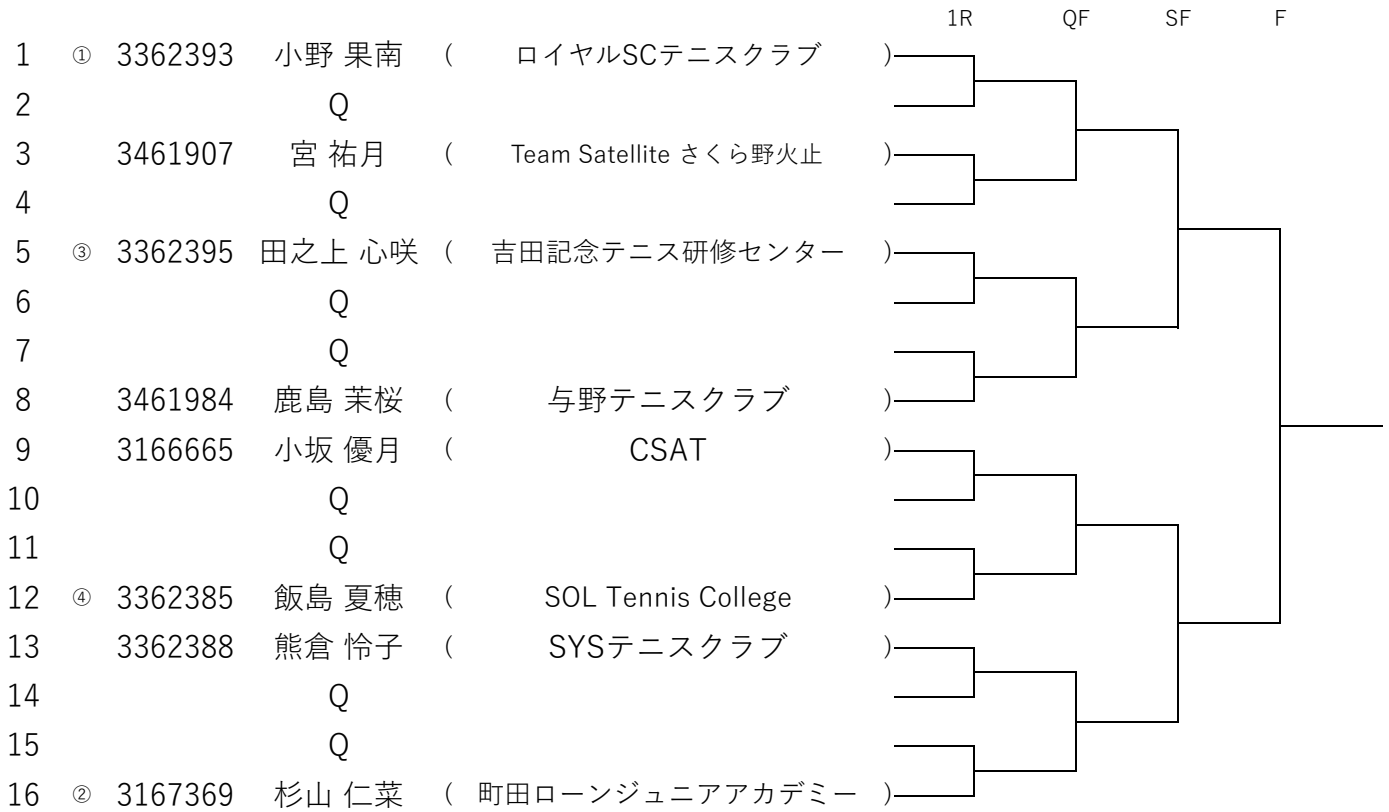 1R QF SF F
1 ① 3362393 小野 果南 ( ロイヤルSCテニスクラブ )
2 Q
3 3461907 宮 祐月 ( Team Satellite さくら野火止 )
4 Q
5 ③ 3362395 田之上 心咲 ( 吉田記念テニス研修センター )
6 Q
7 Q
8 3461984 鹿島 茉桜 ( 与野テニスクラブ )
9 3166665 小坂 優月 ( CSAT )
10 Q
11 Q
12 ④ 3362385 飯島 夏穂 ( SOL Tennis College )
13 3362388 熊倉 怜子 ( SYSテニスクラブ )
14 Q
15 Q
16 ② 3167369 杉山 仁菜 ( 町田ローンジュニアアカデミー )